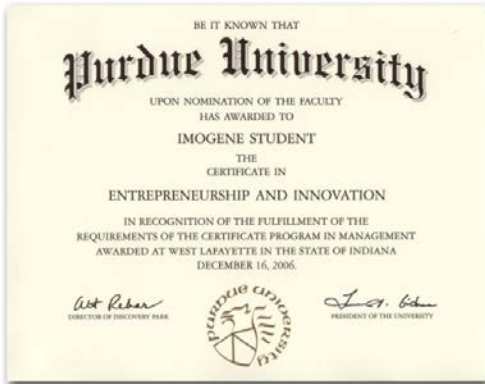 BE IT KNOWN THAT
Purdue University
UPON NOMINATION OF THE FACULTY
HAS AWARDED TO
IMOGENE STUDENT
THE
CERTIFICATE IN
ENTREPRENEURSHIP AND INNOVATION
IN RECOGNITION OF THE FULFILLMENT OF THE
REQUIREMENTS OF THE CERTIFICATE PROGRAM IN MANAGEMENT
AWARDED AT WEST LAFAYETTE IN THE STATE OF INDIANA
DECEMBER 16, 2006.
DIRECTOR OF DISCOVERY PARK
PURDUE UNIVERSITY
PRESIDENT OF THE UNIVERSITY